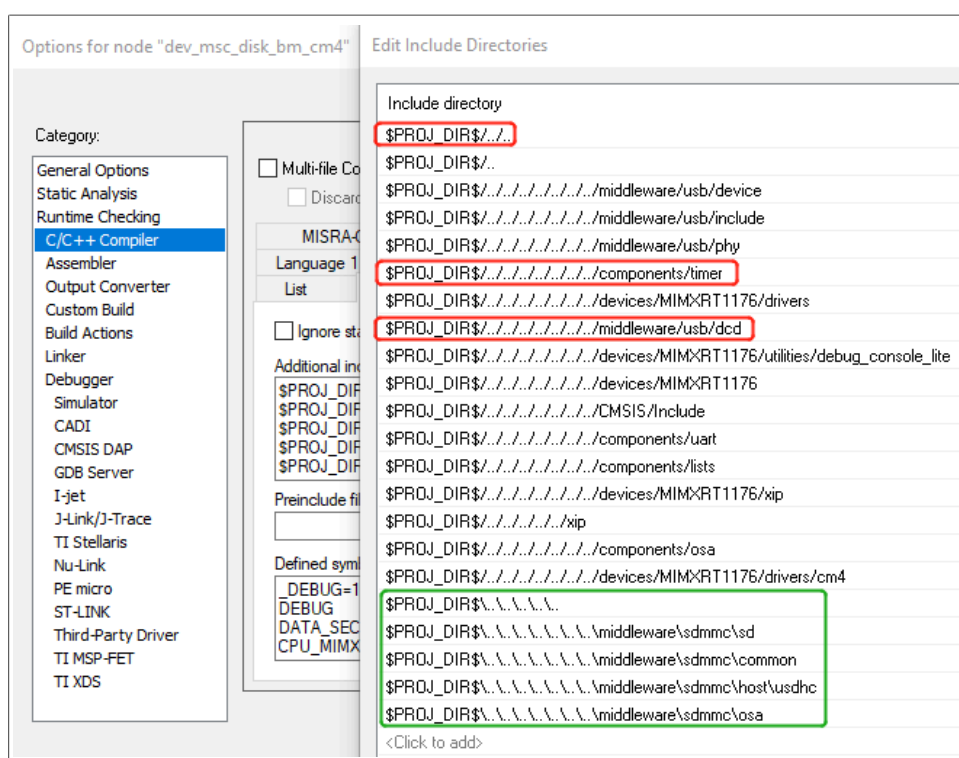 Options for node "dev_msc_disk_bm_cm4"
Edit Include Directories
Category:
General Options
Static Analysis
Runtime Checking
C/C++ Compiler
Assembler
Output Converter
Custom Build
Build Actions
Linker
Debugger
Simulator
CADI
CMSIS DAP
GDB Server
I-jet
J-Link/J-Trace
TI Stellaris
Nu-Link
PE micro
ST-LINK
Third-Party Driver
TI MSP-FET
TI XDS
Multi-file Co
Discard
MISRA-C
Language 1
List
Ignore sta
Additional inc
$PROJ_DIR
$PROJ_DIR
$PROJ_DIR
$PROJ_DIR
$PROJ_DIR
Preinclude fil
Defined symb
_DEBUG=1
DEBUG
DATA_SEC
CPU_MIMX
Include directory
$PROJ_DIR$/../..
$PROJ_DIR$/..
$PROJ_DIR$/../../../../../../../middleware/usb/device
$PROJ_DIR$/../../../../../../../middleware/usb/include
$PROJ_DIR$/../../../../../../../middleware/usb/phy
$PROJ_DIR$/../../../../../../../components/timer
$PROJ_DIR$/../../../../../../../devices/MIMXRT1176/drivers
$PROJ_DIR$/../../../../../../../middleware/usb/dcd
$PROJ_DIR$/../../../../../../../devices/MIMXRT1176/utilities/debug_console_lite
$PROJ_DIR$/../../../../../../../devices/MIMXRT1176
$PROJ_DIR$/../../../../../../../CMSIS/Include
$PROJ_DIR$/../../../../../../../components/uart
$PROJ_DIR$/../../../../../../../components/lists
$PROJ_DIR$/../../../../../../../devices/MIMXRT1176/xip
$PROJ_DIR$/../../../../../xip
$PROJ_DIR$/../../../../../../../components/osa
$PROJ_DIR$/../../../../../../../devices/MIMXRT1176/drivers/cm4
$PROJ_DIR$\..\..\..\..\..
$PROJ_DIR$\..\..\..\..\..\..\..\middleware\sdmmc\sd
$PROJ_DIR$\..\..\..\..\..\..\..\middleware\sdmmc\common
$PROJ_DIR$\..\..\..\..\..\..\..\middleware\sdmmc\host\usdhc
$PROJ_DIR$\..\..\..\..\..\..\..\middleware\sdmmc\osa
<Click to add>